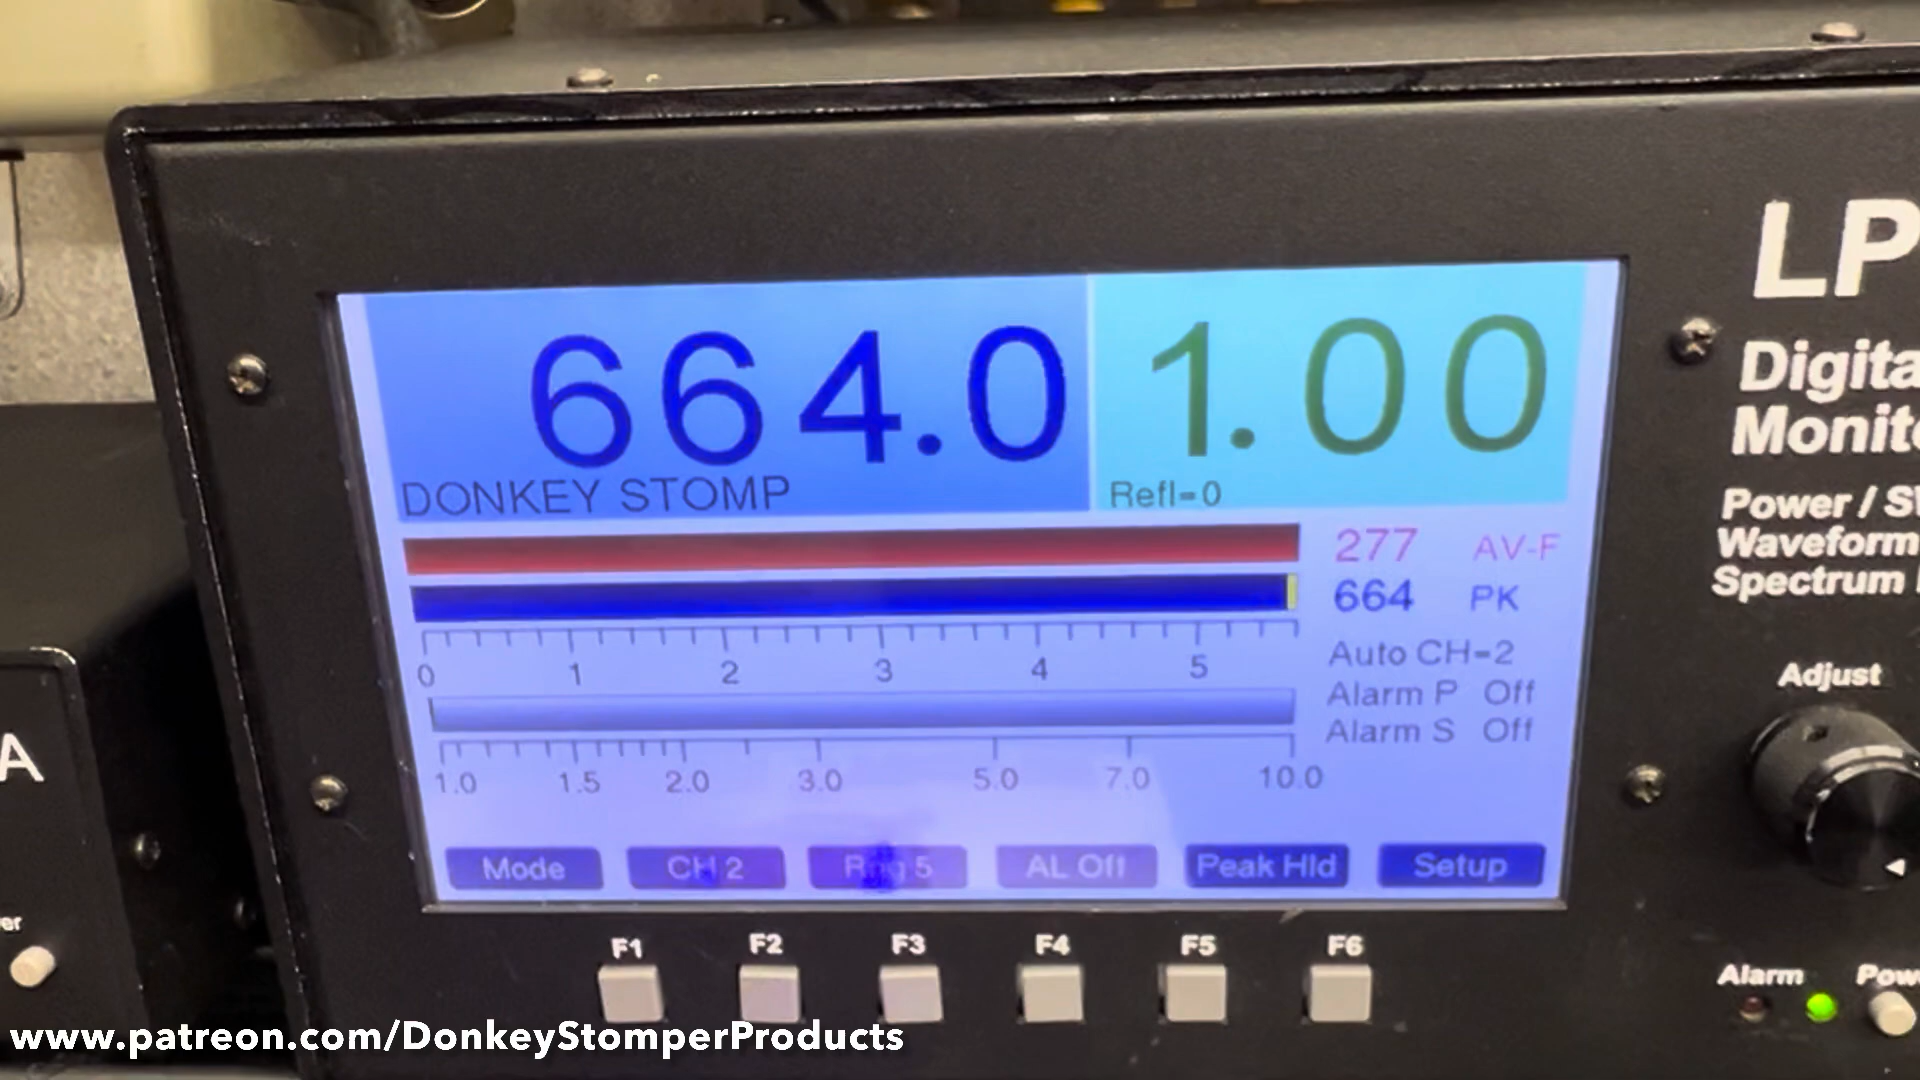 664.0 1.00
DONKEY STOMP Refl=0
277 AV-F
664 PK
0 1 2 3 4 5
Auto CH=2
Alarm P Off
Alarm S Off
1.0 1.5 2.0 3.0 5.0 7.0 10.0
Mode CH 2 Rng 5 AL Off Peak Hld Setup
F1 F2 F3 F4 F5 F6
LP
Digita
Monit
Power / S
Waveform
Spectrum
Adjust
Alarm Pow
A
er
www.patreon.com/DonkeyStomperProducts